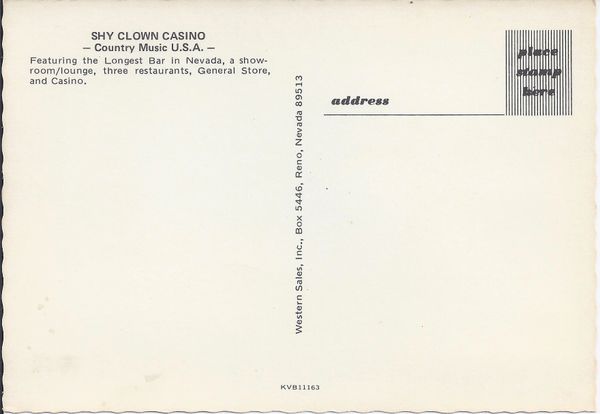 SHY CLOWN CASINO
— Country Music U.S.A. —
Featuring the Longest Bar in Nevada, a show-
room/lounge, three restaurants, General Store,
and Casino.
Western Sales, Inc., Box 5446, Reno, Nevada 89513
address
place
stamp
here
KVB11163